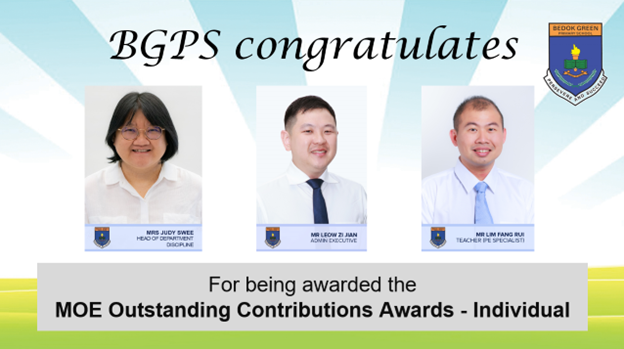 BGPS congratulates
BEDOK GREEN
PRIMARY SCHOOL
PERSEVERE AND SUCCEED
MRS JUDY SWEE
HEAD OF DEPARTMENT
DISCIPLINE
MR LEOW ZI JIAN
ADMIN EXECUTIVE
MR LIM FANG RUI
TEACHER (PE SPECIALIST)
For being awarded the
MOE Outstanding Contributions Awards - Individual